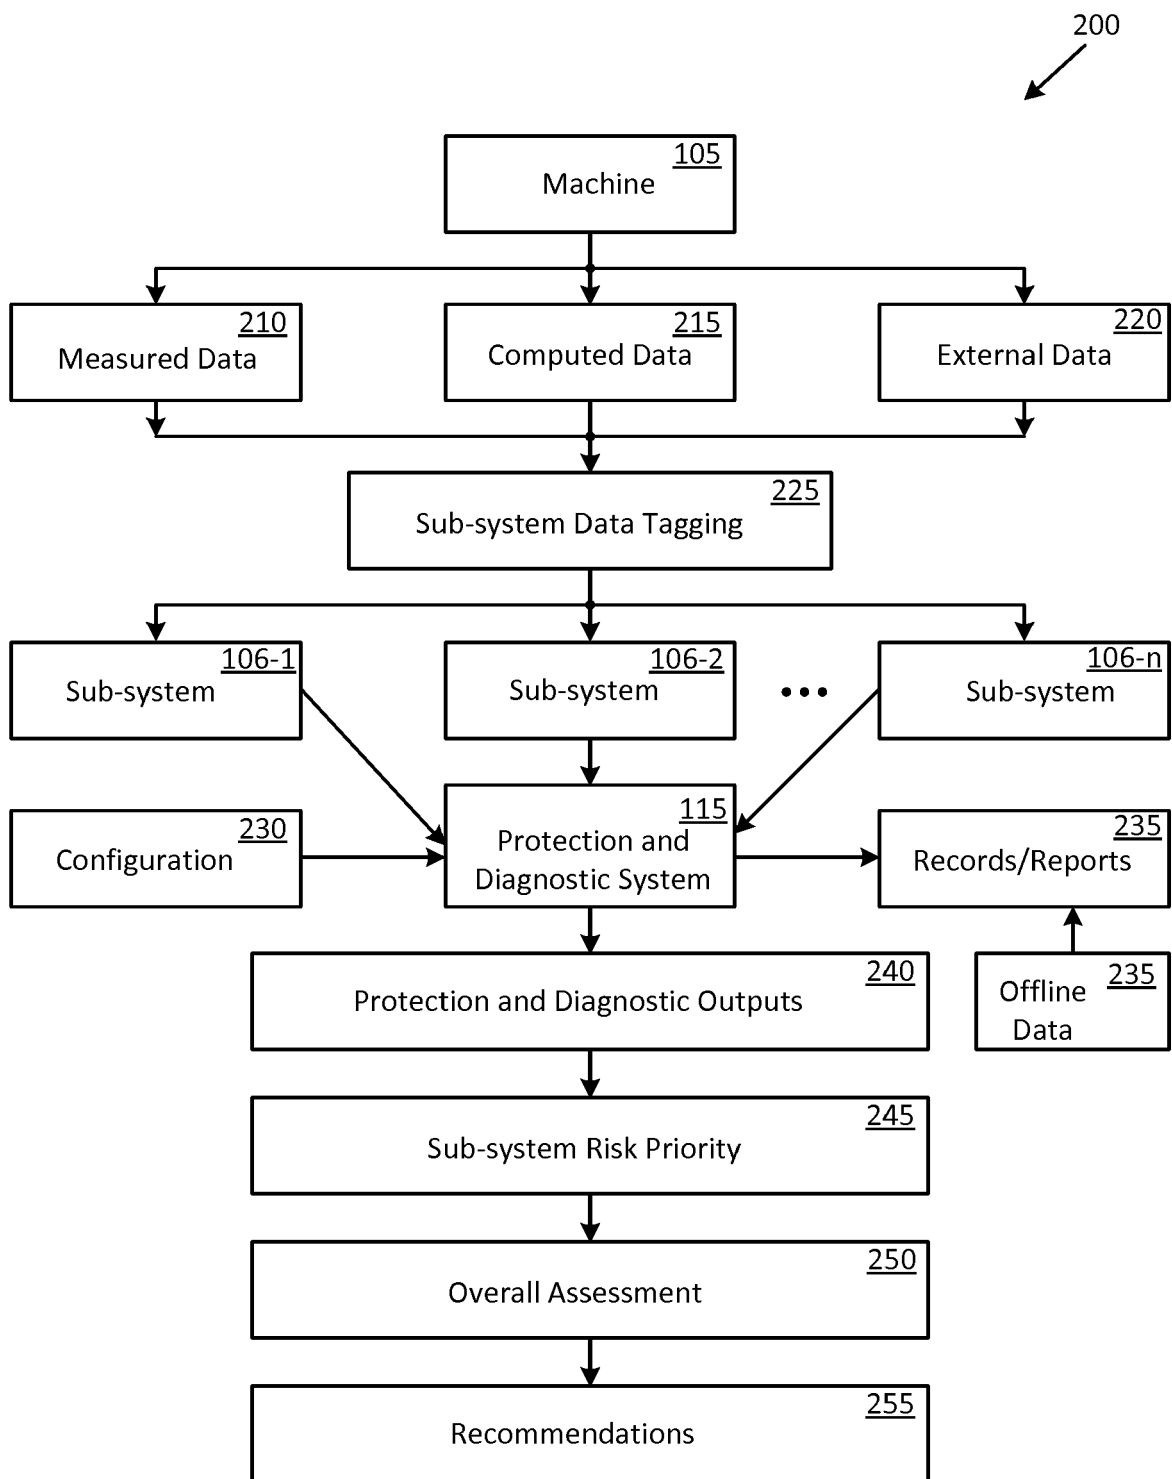 200
105
Machine
210
Measured Data
215
Computed Data
220
External Data
225
Sub-system Data Tagging
106-1
Sub-system
106-2
Sub-system
106-n
Sub-system
230
Configuration
115
Protection and
Diagnostic System
235
Records/Reports
240
Protection and Diagnostic Outputs
235
Offline
Data
245
Sub-system Risk Priority
250
Overall Assessment
255
Recommendations